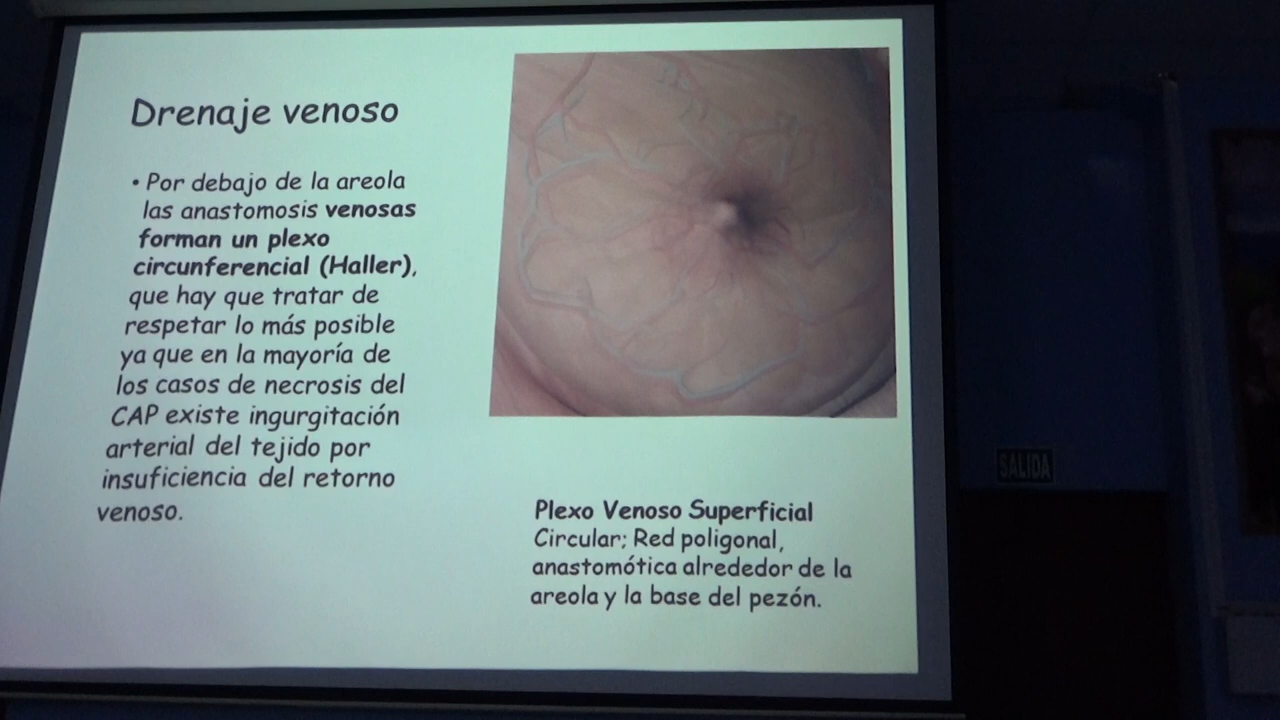 Drenaje venoso
• Por debajo de la areola
las anastomosis venosas
forman un plexo
circunferencial (Haller),
que hay que tratar de
respetar lo más posible
ya que en la mayoría de
los casos de necrosis del
CAP existe ingurgitación
arterial del tejido por
insuficiencia del retorno
venoso.
Plexo Venoso Superficial
Circular; Red poligonal,
anastomótica alrededor de la
areola y la base del pezón.
SALIDA